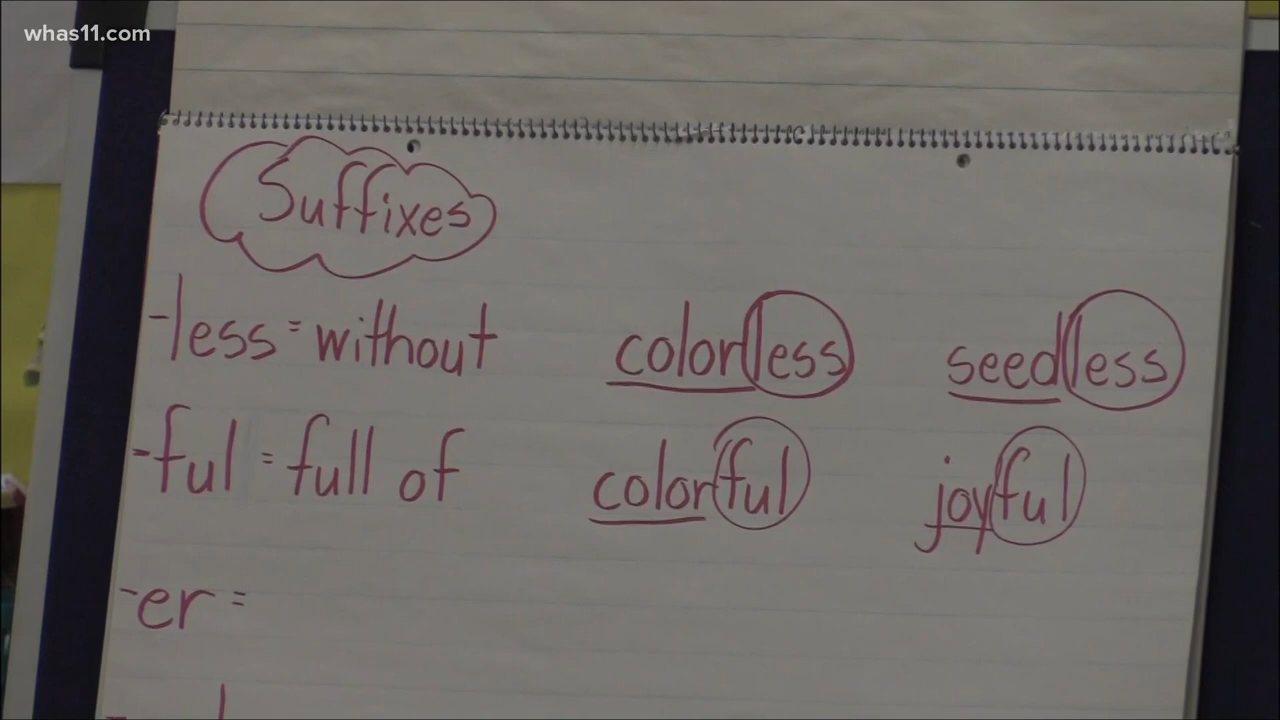 whas11.com
Suffixes
-less = without colorless seedless
-ful = full of colorful joyful
-er =